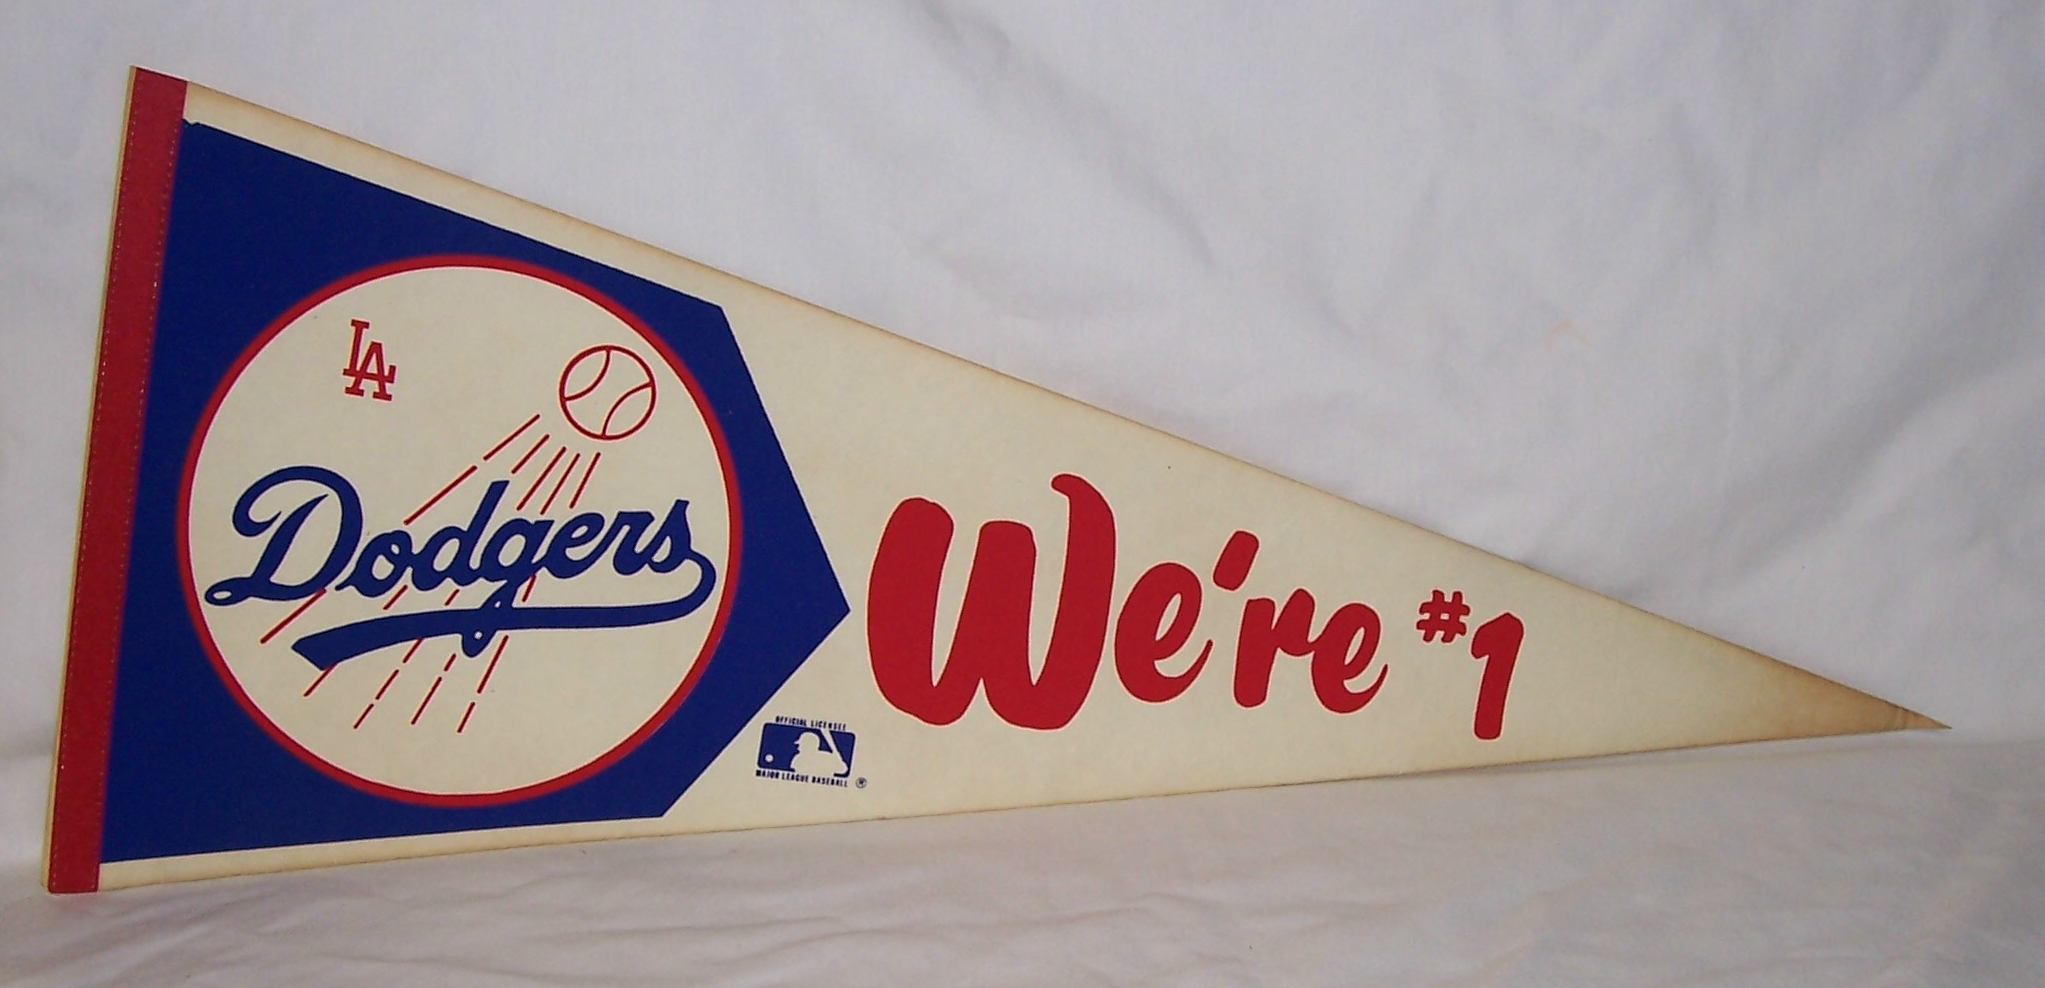 LA
Dodgers
We're #1
OFFICIAL LICENSEE
MAJOR LEAGUE BASEBALL ®